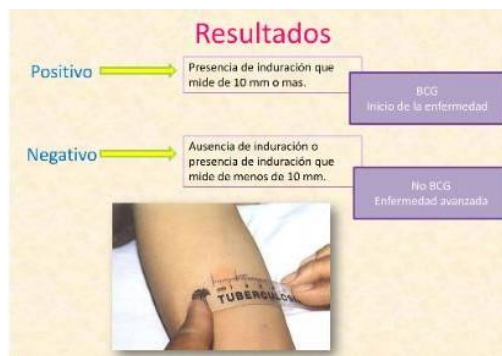 Resultados
Positivo
Presencia de induración que
mide de 10 mm o mas.
BCG
Inicio de la enfermedad
Negativo
Ausencia de induración o
presencia de induración que
mide de menos de 10 mm.
No BCG
Enfermedad avanzada
TUBERCULOSI